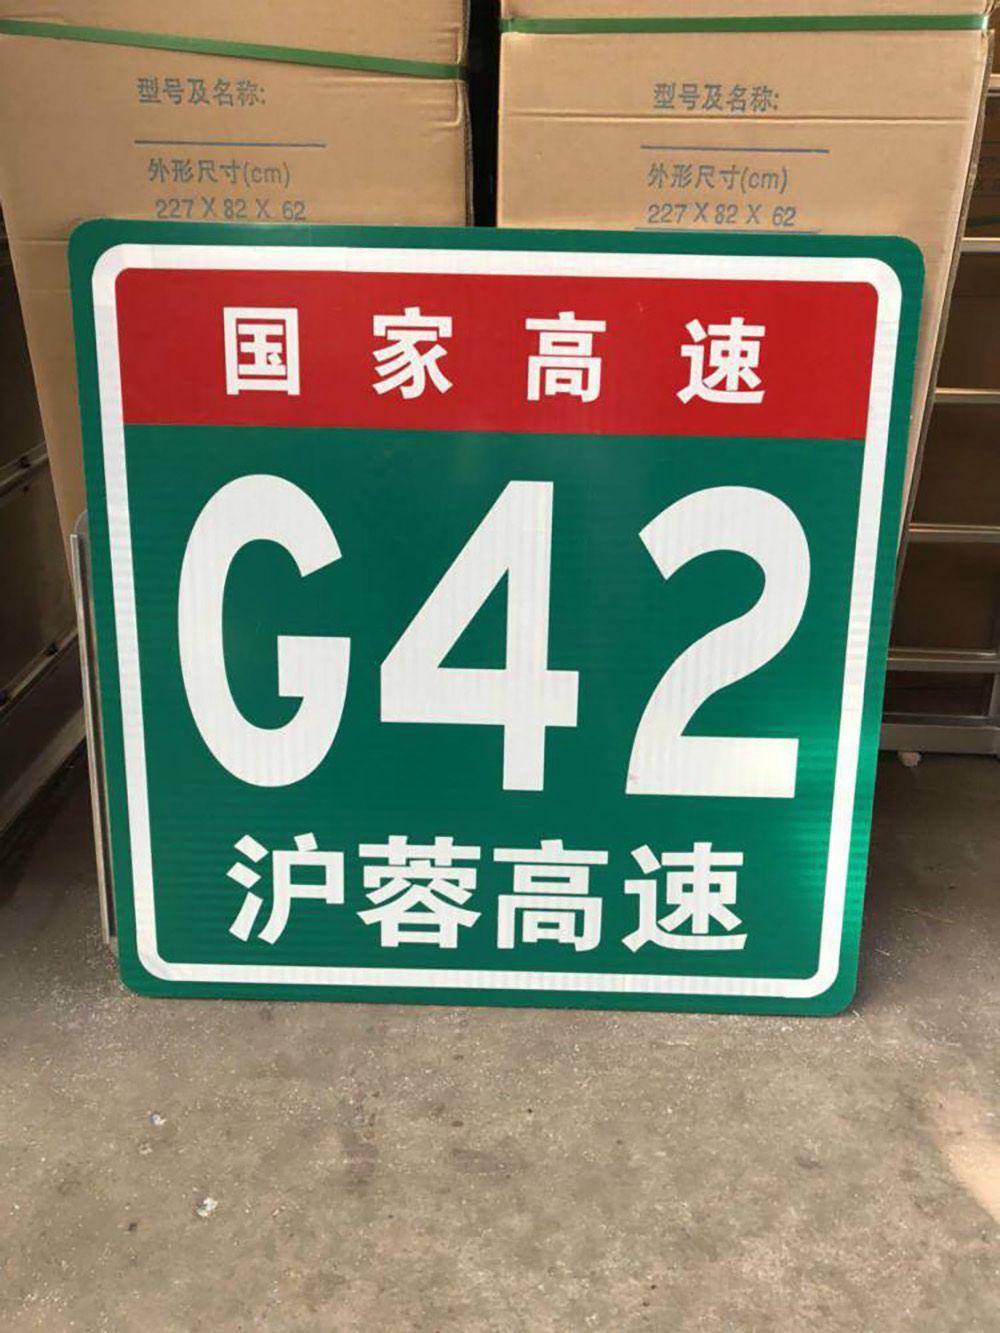 型号及名称:
外形尺寸(cm)
227 X 82 X 62
型号及名称:
外形尺寸(cm)
227 X 82 X 62
国家高速
G42
沪蓉高速